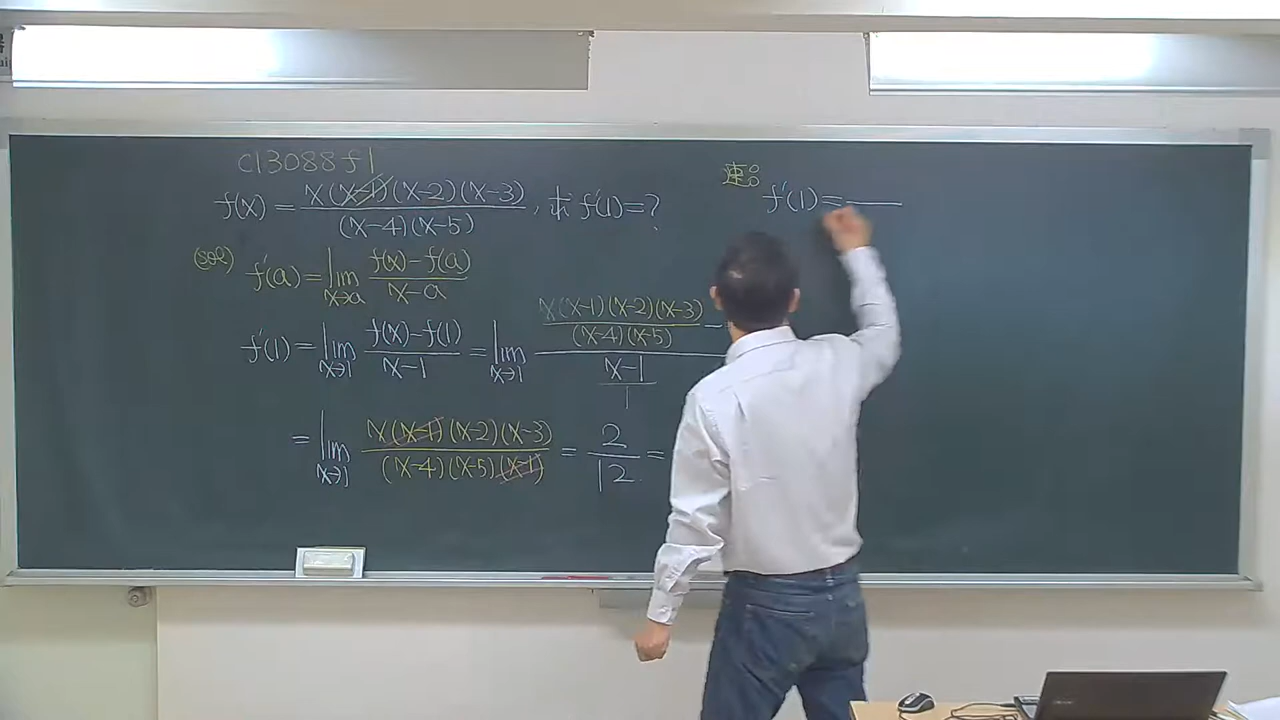 c13088f1
f(x) = x(x-1)(x-2)(x-3) / (x-4)(x-5) , 求 f'(1) = ?
(sol) f'(a) = lim x→a f(x)-f(a) / x-a
f'(1) = lim x→1 f(x)-f(1) / x-1 = lim x→1 x(x-1)(x-2)(x-3) / (x-4)(x-5) - / x-1 / 1
= lim x→1 x(x-1)(x-2)(x-3) / (x-4)(x-5)(x-1) = 2 / 12 =
速:
f'(1) =